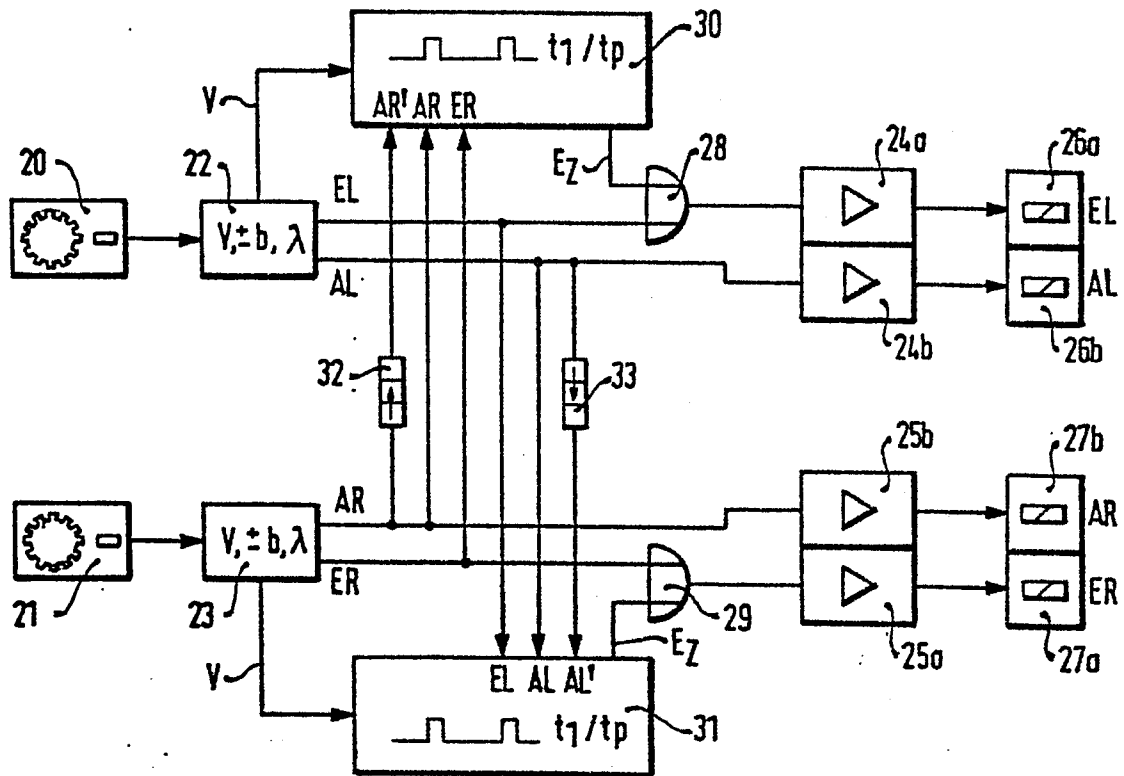 30
t1/tp
AR' AR ER
V
20
22
EZ
28
24a
26a
EL
V, ± b, λ
EL
AL
AL
24b
26b
32
33
25b
27b
AR
AR
V, ± b, λ
ER
ER
21
23
29
25a
27a
EZ
V
EL AL AL'
t1/tp
31